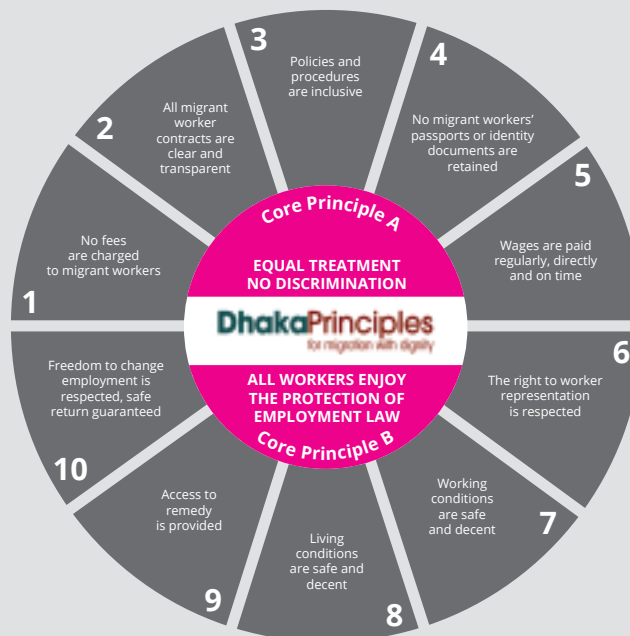 1
No fees
are charged
to migrant workers
2
All migrant
worker
contracts are
clear and
transparent
3
Policies and
procedures
are inclusive
4
No migrant workers'
passports or identity
documents are
retained
5
Wages are paid
regularly, directly
and on time
6
The right to worker
representation
is respected
7
Working
conditions
are safe
and decent
8
Living
conditions
are safe and
decent
9
Access to
remedy
is provided
10
Freedom to change
employment is
respected, safe
return guaranteed
Core Principle A
EQUAL TREATMENT
NO DISCRIMINATION
DhakaPrinciples
for migration with dignity
ALL WORKERS ENJOY
THE PROTECTION OF
EMPLOYMENT LAW
Core Principle B